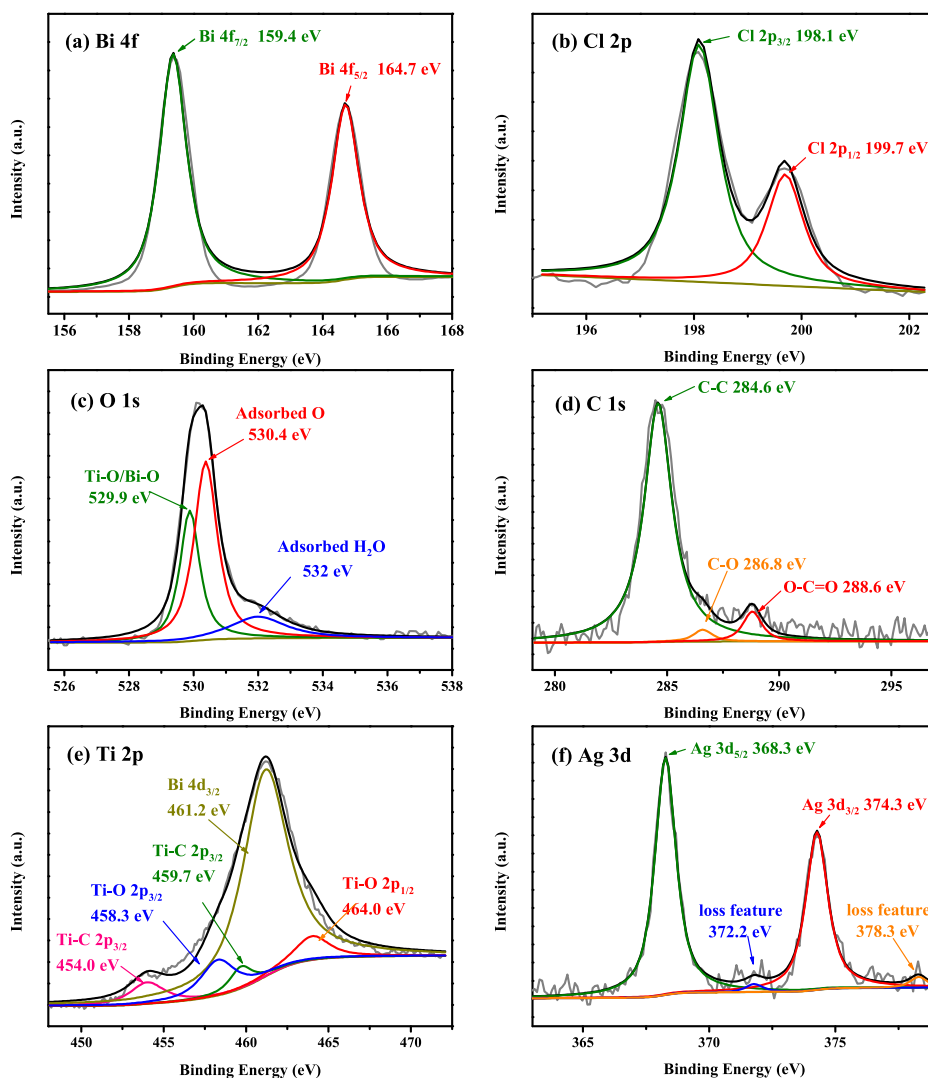 (a) Bi 4f
Bi 4f7/2 159.4 eV
Bi 4f5/2 164.7 eV
Intensity (a.u.)
156 158 160 162 164 166 168
Binding Energy (eV)
(b) Cl 2p
Cl 2p3/2 198.1 eV
Cl 2p1/2 199.7 eV
Intensity (a.u.)
196 198 200 202
Binding Energy (eV)
(c) O 1s
Adsorbed O
530.4 eV
Ti-O/Bi-O
529.9 eV
Adsorbed H2O
532 eV
Intensity (a.u.)
526 528 530 532 534 536 538
Binding Energy (eV)
(d) C 1s
C-C 284.6 eV
C-O 286.8 eV
O-C=O 288.6 eV
Intensity (a.u.)
280 285 290 295
Binding Energy (eV)
(e) Ti 2p
Bi 4d3/2
461.2 eV
Ti-C 2p3/2
459.7 eV
Ti-O 2p3/2
458.3 eV
Ti-C 2p3/2
454.0 eV
Ti-O 2p1/2
464.0 eV
Intensity (a.u.)
450 455 460 465 470
Binding Energy (eV)
(f) Ag 3d
Ag 3d5/2 368.3 eV
Ag 3d3/2 374.3 eV
loss feature
372.2 eV
loss feature
378.3 eV
Intensity (a.u.)
365 370 375
Binding Energy (eV)